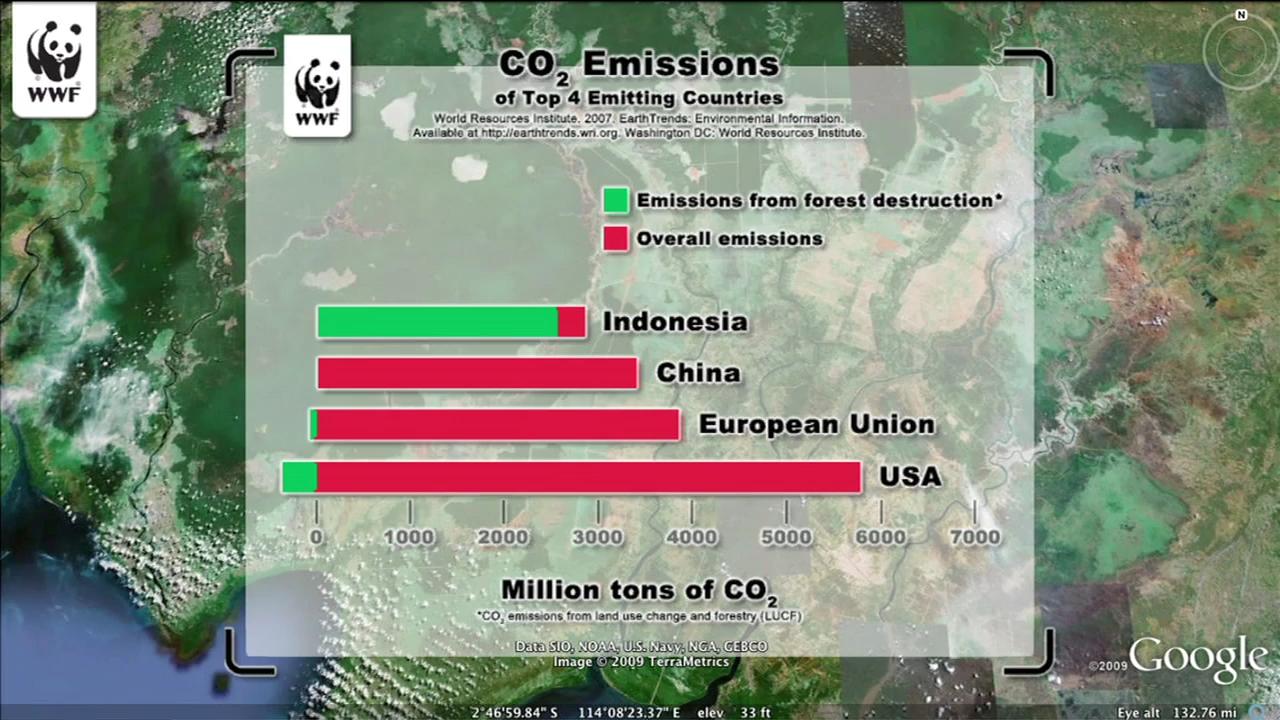 WWF
WWF
CO2 Emissions
of Top 4 Emitting Countries
World Resources Institute. 2007. EarthTrends: Environmental Information.
Available at http://earthtrends.wri.org. Washington DC: World Resources Institute.
Emissions from forest destruction*
Overall emissions
Indonesia
China
European Union
USA
0 1000 2000 3000 4000 5000 6000 7000
Million tons of CO2
*CO2 emissions from land use change and forestry (LUCF)
Data SIO, NOAA, U.S. Navy, NGA, GEBCO
Image © 2009 TerraMetrics
©2009 Google
2°46'59.84" S 114°08'23.37" E elev 33 ft
Eye alt 132.76 mi
N